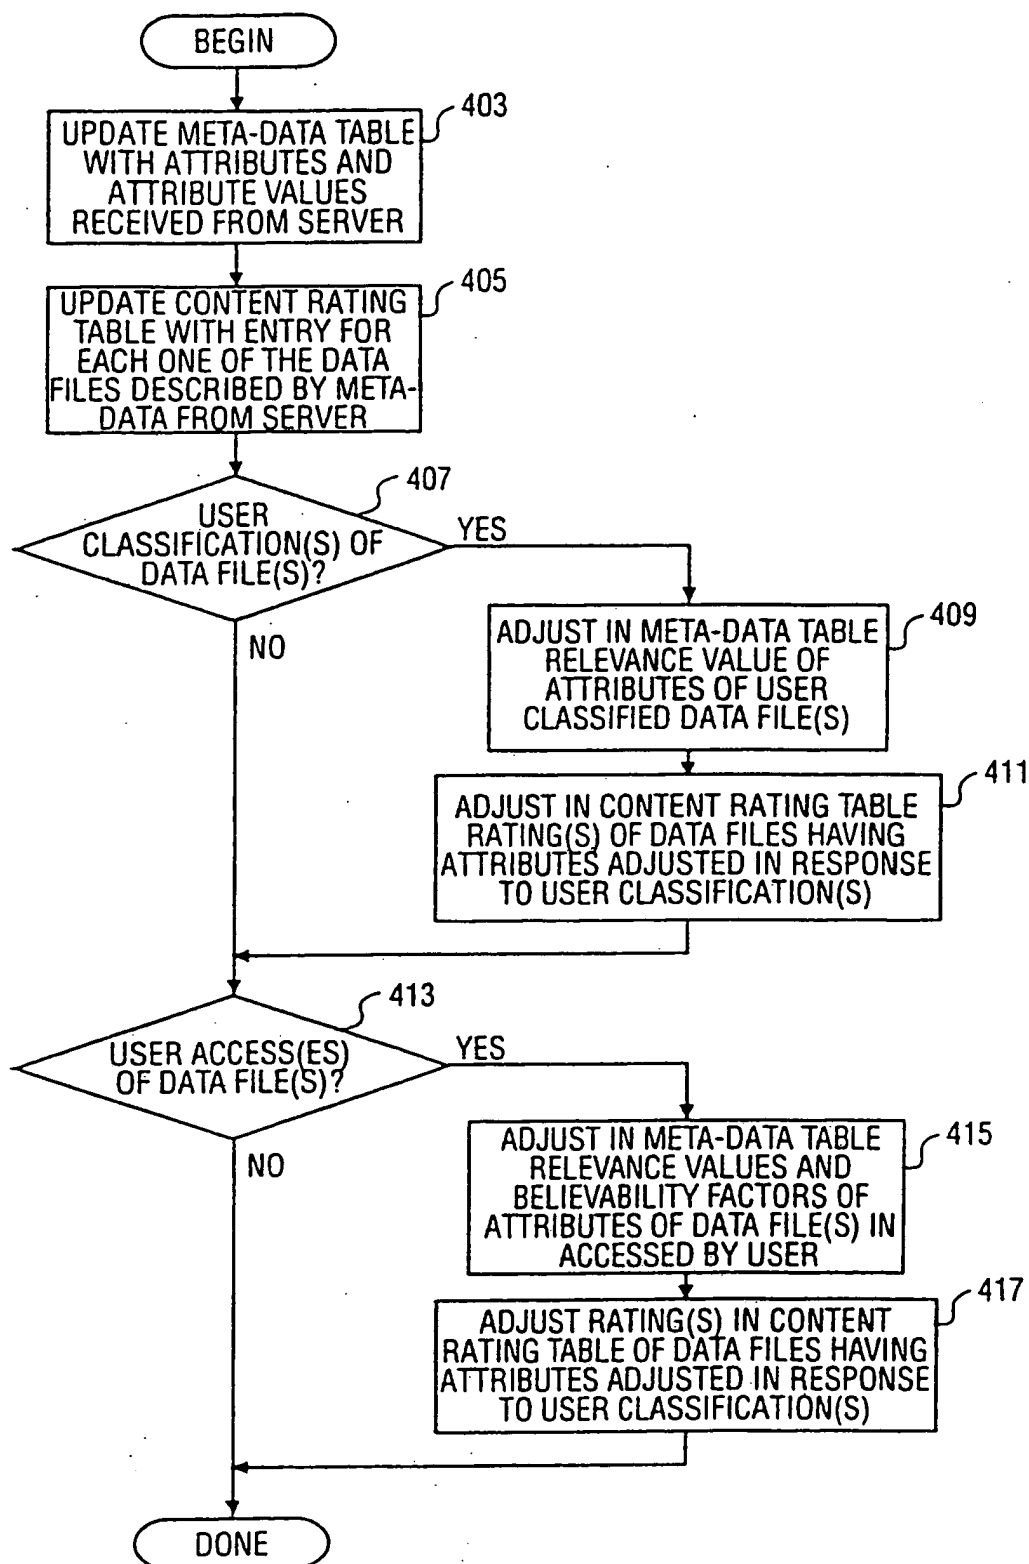 BEGIN
403
UPDATE META-DATA TABLE
WITH ATTRIBUTES AND
ATTRIBUTE VALUES
RECEIVED FROM SERVER
405
UPDATE CONTENT RATING
TABLE WITH ENTRY FOR
EACH ONE OF THE DATA
FILES DESCRIBED BY META-
DATA FROM SERVER
407
USER
CLASSIFICATION(S) OF
DATA FILE(S)?
YES
NO
409
ADJUST IN META-DATA TABLE
RELEVANCE VALUE OF
ATTRIBUTES OF USER
CLASSIFIED DATA FILE(S)
411
ADJUST IN CONTENT RATING TABLE
RATING(S) OF DATA FILES HAVING
ATTRIBUTES ADJUSTED IN RESPONSE
TO USER CLASSIFICATION(S)
413
USER ACCESS(ES)
OF DATA FILE(S)?
YES
NO
415
ADJUST IN META-DATA TABLE
RELEVANCE VALUES AND
BELIEVABILITY FACTORS OF
ATTRIBUTES OF DATA FILE(S) IN
ACCESSED BY USER
417
ADJUST RATING(S) IN CONTENT
RATING TABLE OF DATA FILES HAVING
ATTRIBUTES ADJUSTED IN RESPONSE
TO USER CLASSIFICATION(S)
DONE